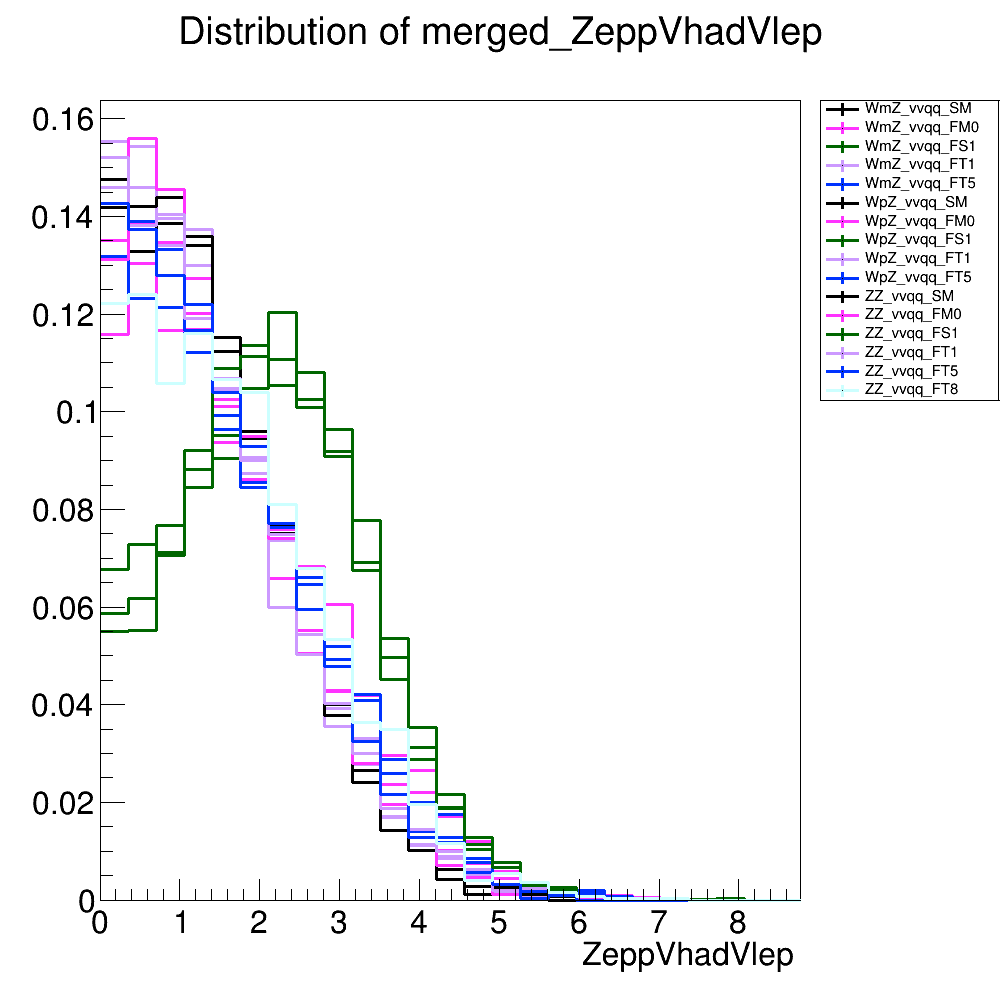 Distribution of merged_ZeppVhadVlep
0.16
0.14
0.12
0.1
0.08
0.06
0.04
0.02
0
0 1 2 3 4 5 6 7 8
ZeppVhadVlep
WmZ_vvqq_SM
WmZ_vvqq_FM0
WmZ_vvqq_FS1
WmZ_vvqq_FT1
WmZ_vvqq_FT5
WpZ_vvqq_SM
WpZ_vvqq_FM0
WpZ_vvqq_FS1
WpZ_vvqq_FT1
WpZ_vvqq_FT5
ZZ_vvqq_SM
ZZ_vvqq_FM0
ZZ_vvqq_FS1
ZZ_vvqq_FT1
ZZ_vvqq_FT5
ZZ_vvqq_FT8